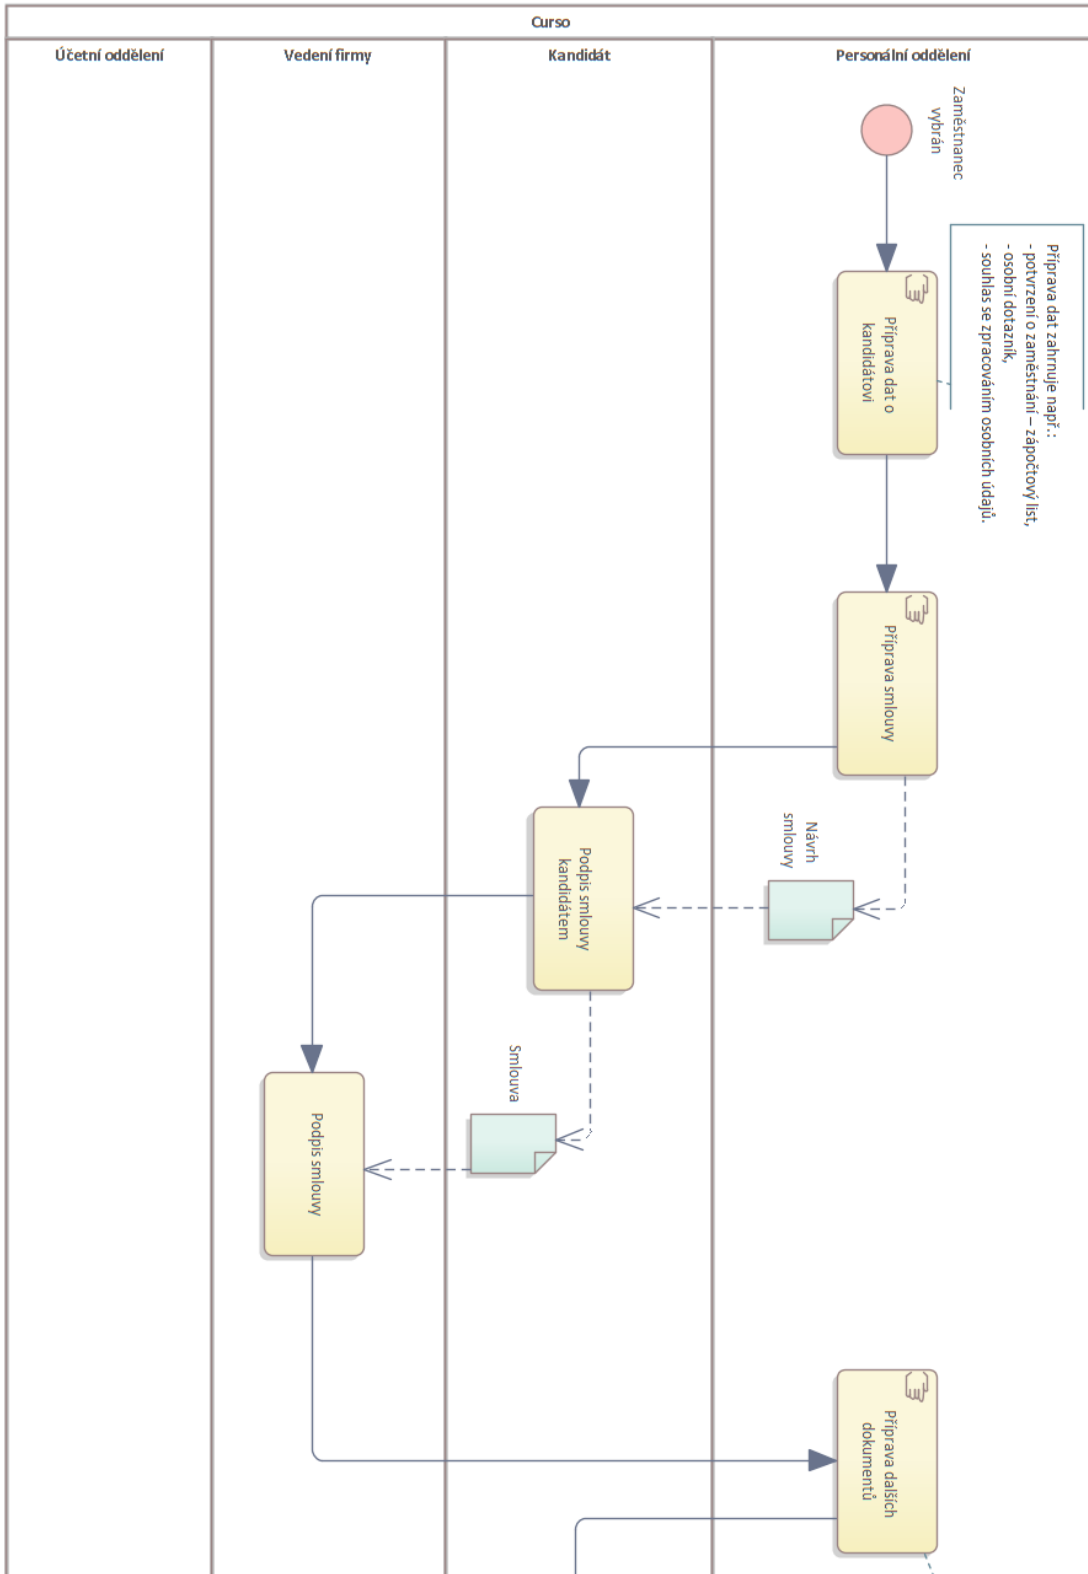 Curso
Účetní oddělení
Vedení firmy
Kandidát
Personální oddělení
Zaměstnanec
vybrán
Příprava dat zahrnuje např.:
- potvrzení o zaměstnání – zápočtový list,
- osobní dotazník,
- souhlas se zpracováním osobních údajů.
Příprava dat o
kandidátovi
Příprava smlouvy
Návrh
smlouvy
Podpis smlouvy
kandidátem
Smlouva
Podpis smlouvy
Příprava dalších
dokumentů